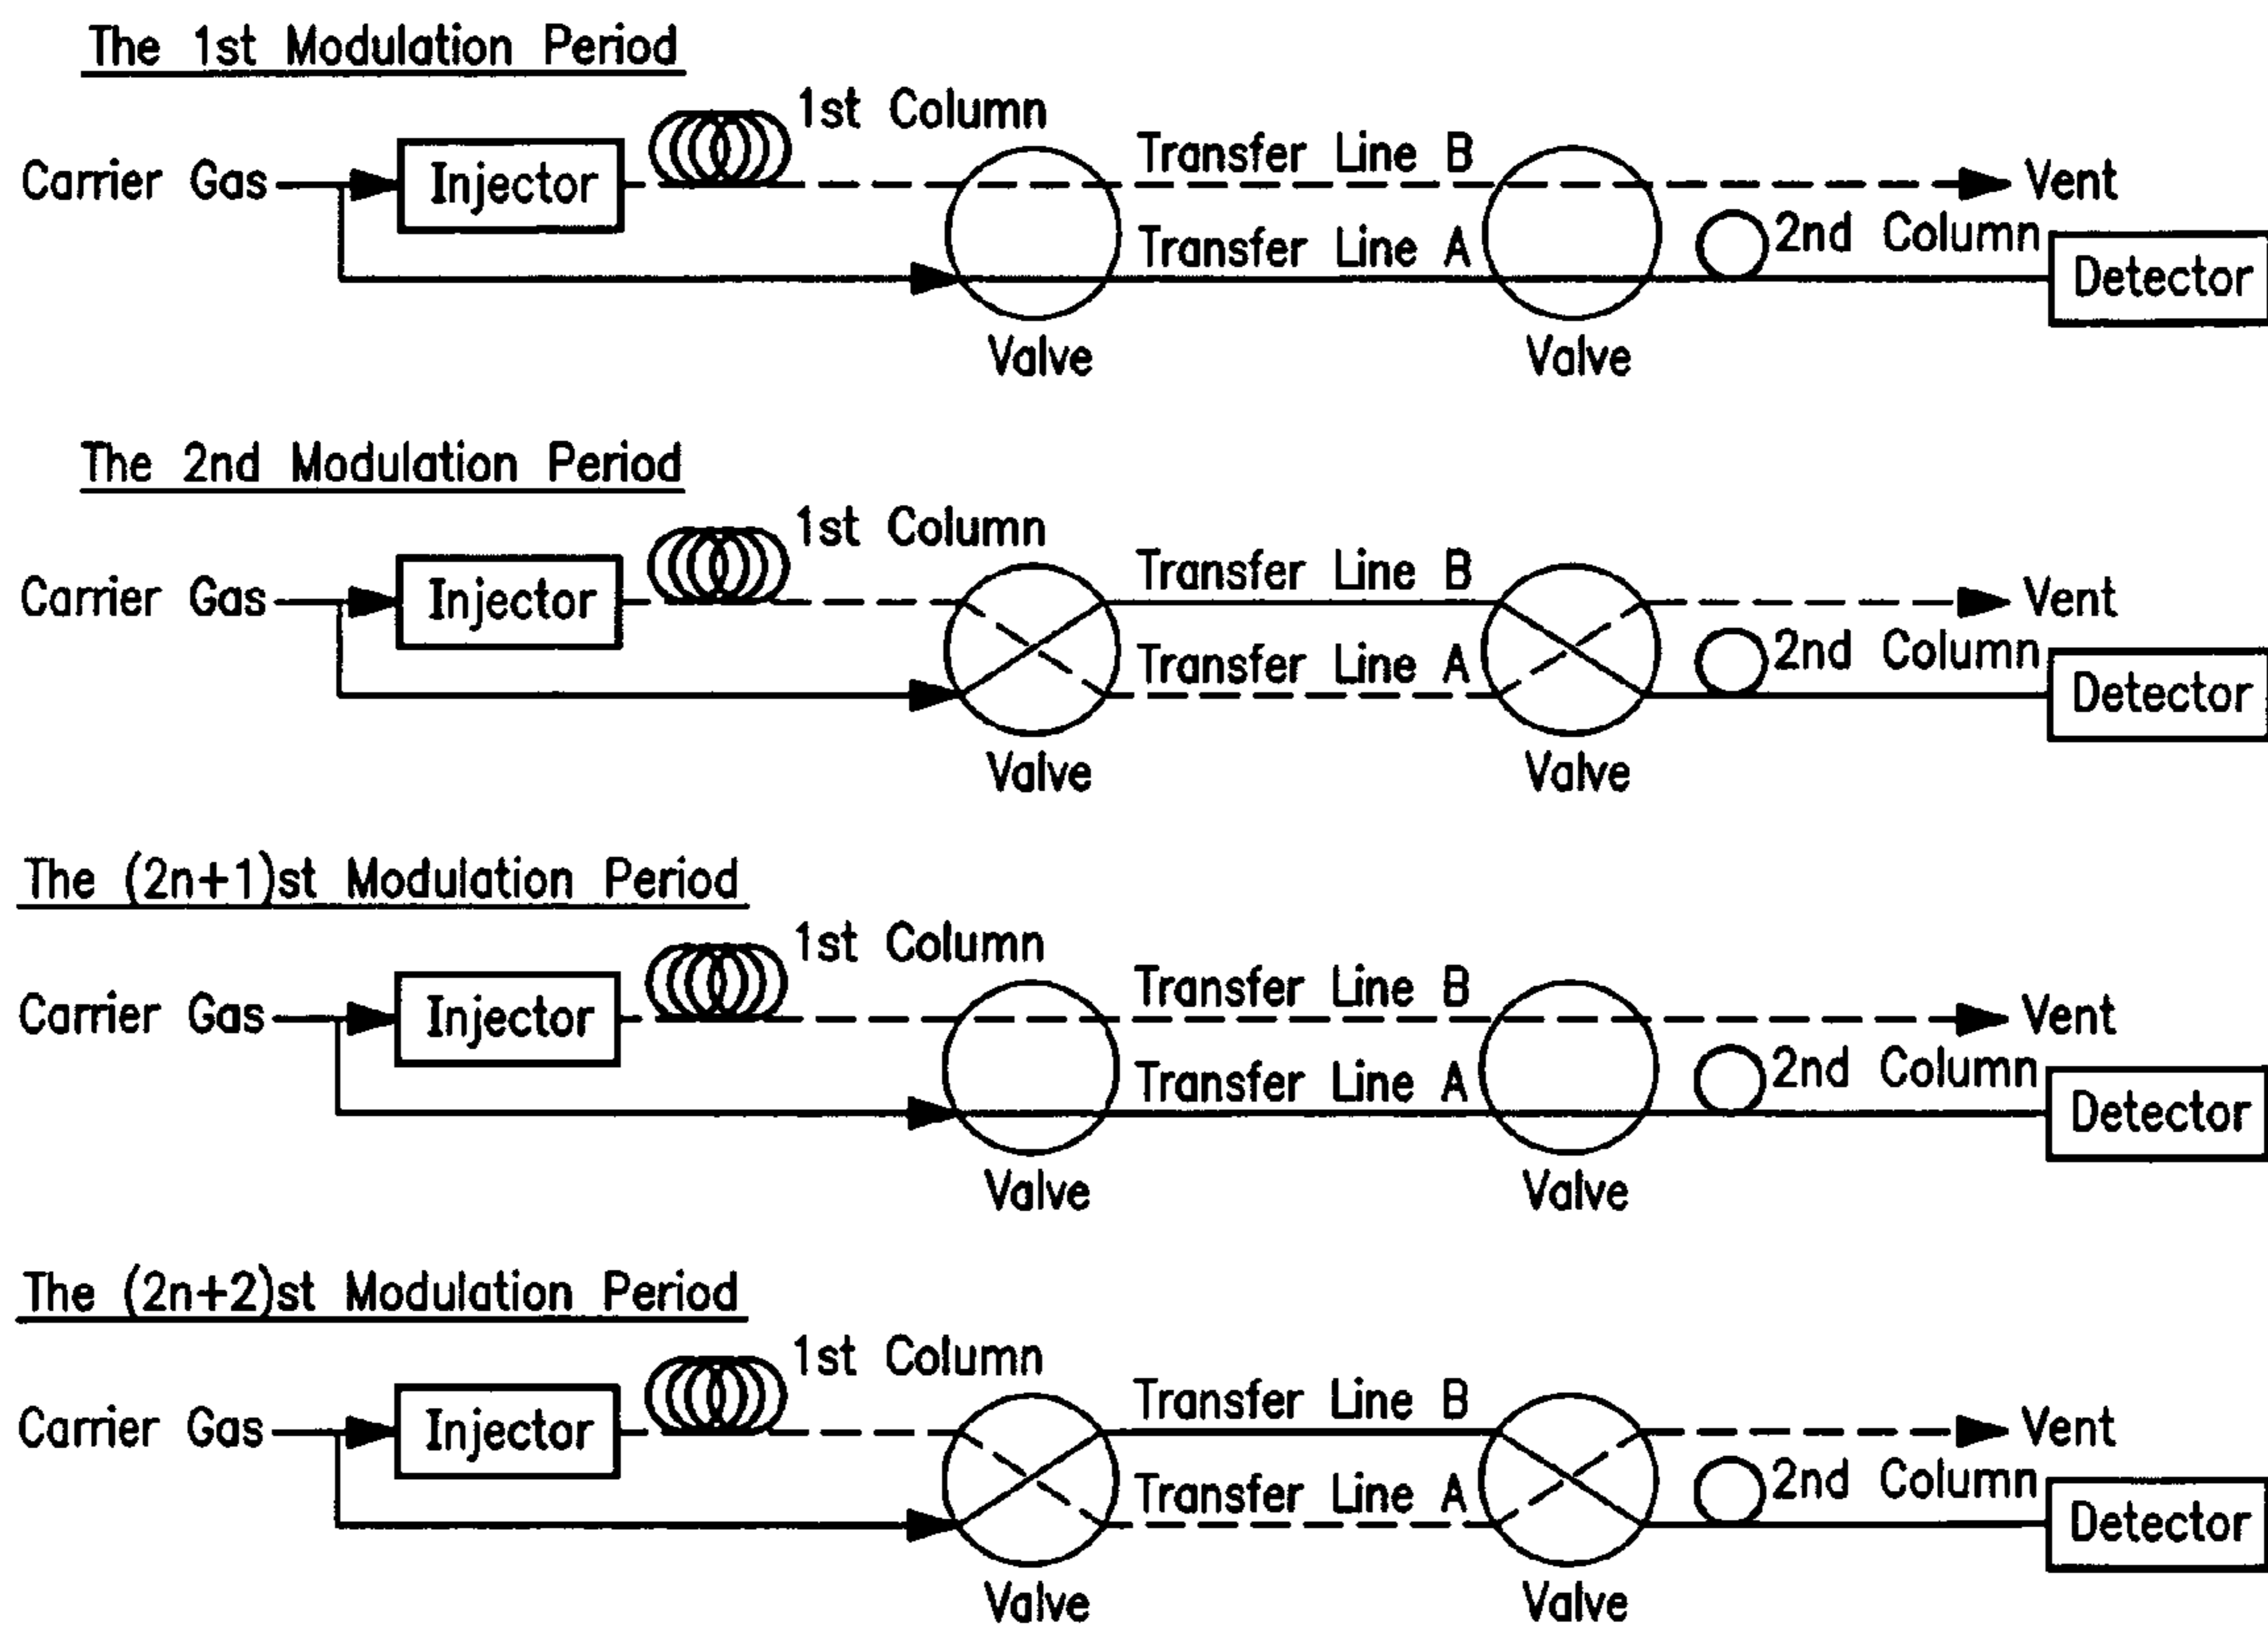 The 1st Modulation Period
1st Column
Carrier Gas
Injector
Transfer Line B
Vent
Transfer Line A
2nd Column
Detector
Valve
Valve
The 2nd Modulation Period
1st Column
Carrier Gas
Injector
Transfer Line B
Vent
Transfer Line A
2nd Column
Detector
Valve
Valve
The (2n+1)st Modulation Period
1st Column
Carrier Gas
Injector
Transfer Line B
Vent
Transfer Line A
2nd Column
Detector
Valve
Valve
The (2n+2)st Modulation Period
1st Column
Carrier Gas
Injector
Transfer Line B
Vent
Transfer Line A
2nd Column
Detector
Valve
Valve